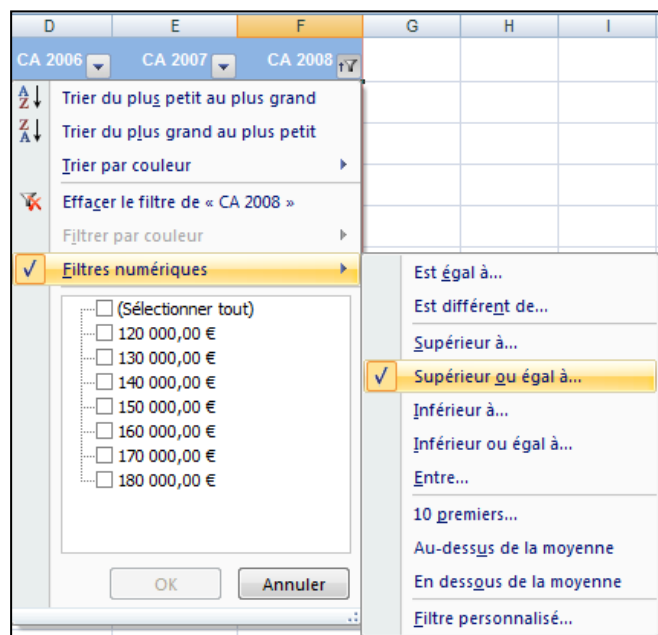 D E F G H I
CA 2006 CA 2007 CA 2008
Trier du plus petit au plus grand
Trier du plus grand au plus petit
Trier par couleur
Effacer le filtre de « CA 2008 »
Filtrer par couleur
Filtres numériques
(Sélectionner tout)
120 000,00 €
130 000,00 €
140 000,00 €
150 000,00 €
160 000,00 €
170 000,00 €
180 000,00 €
OK Annuler
Est égal à...
Est différent de...
Supérieur à...
Supérieur ou égal à...
Inférieur à...
Inférieur ou égal à...
Entre...
10 premiers...
Au-dessus de la moyenne
En dessous de la moyenne
Filtre personnalisé...